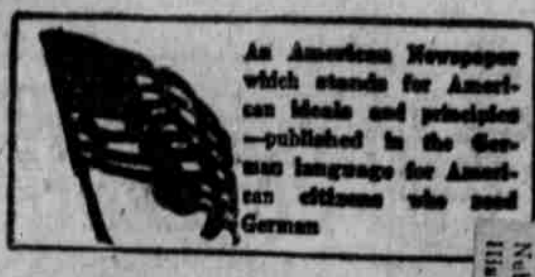 An American Newspaper
which stands for Ameri-
can ideals and principles
—published in the Ger-
man language for Ameri-
can citizens who read
German